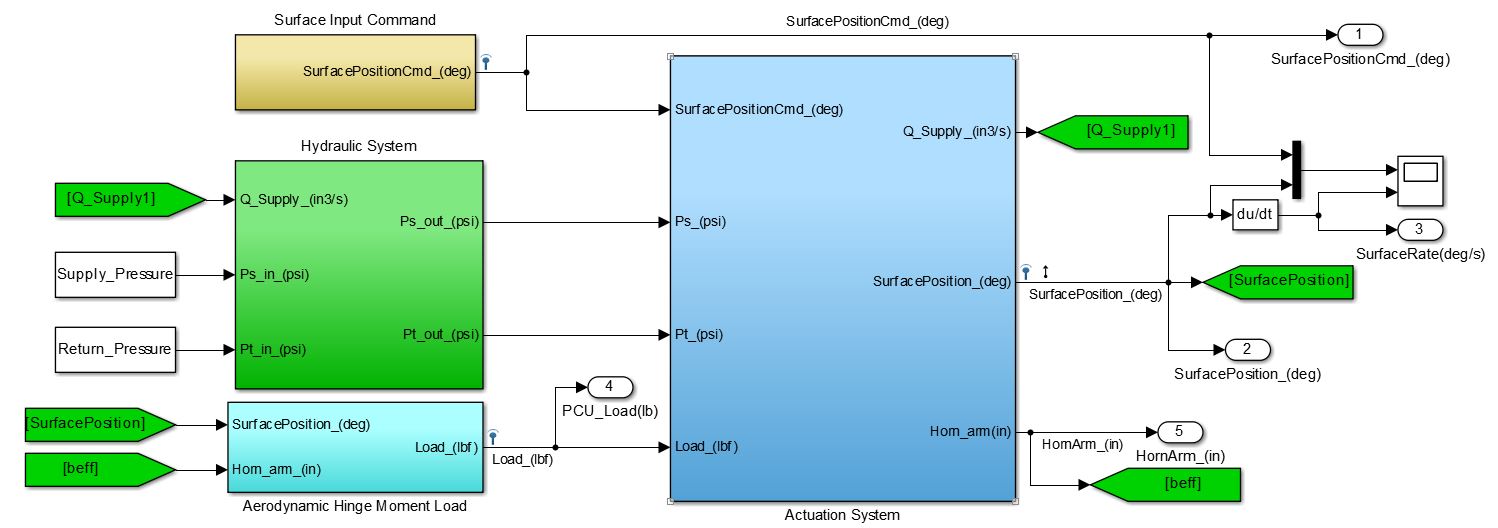 Surface Input Command
SurfacePositionCmd_(deg)
SurfacePositionCmd_(deg)
1
SurfacePositionCmd_(deg)
SurfacePositionCmd_(deg)
Q_Supply_(in3/s)
[Q_Supply1]
Hydraulic System
[Q_Supply1]
Q_Supply_(in3/s)
Ps_out_(psi)
Ps_(psi)
du/dt
3
SurfaceRate(deg/s)
Supply_Pressure
Ps_in_(psi)
SurfacePosition_(deg)
SurfacePosition_(deg)
[SurfacePosition]
Return_Pressure
Pt_in_(psi)
Pt_out_(psi)
Pt_(psi)
2
SurfacePosition_(deg)
4
PCU_Load(lb)
[SurfacePosition]
SurfacePosition_(deg)
Load_(lbf)
Load_(lbf)
Load_(lbf)
Horn_arm(in)
HornArm_(in)
5
HornArm_(in)
[beff]
Horn_arm_(in)
[beff]
Aerodynamic Hinge Moment Load
Actuation System